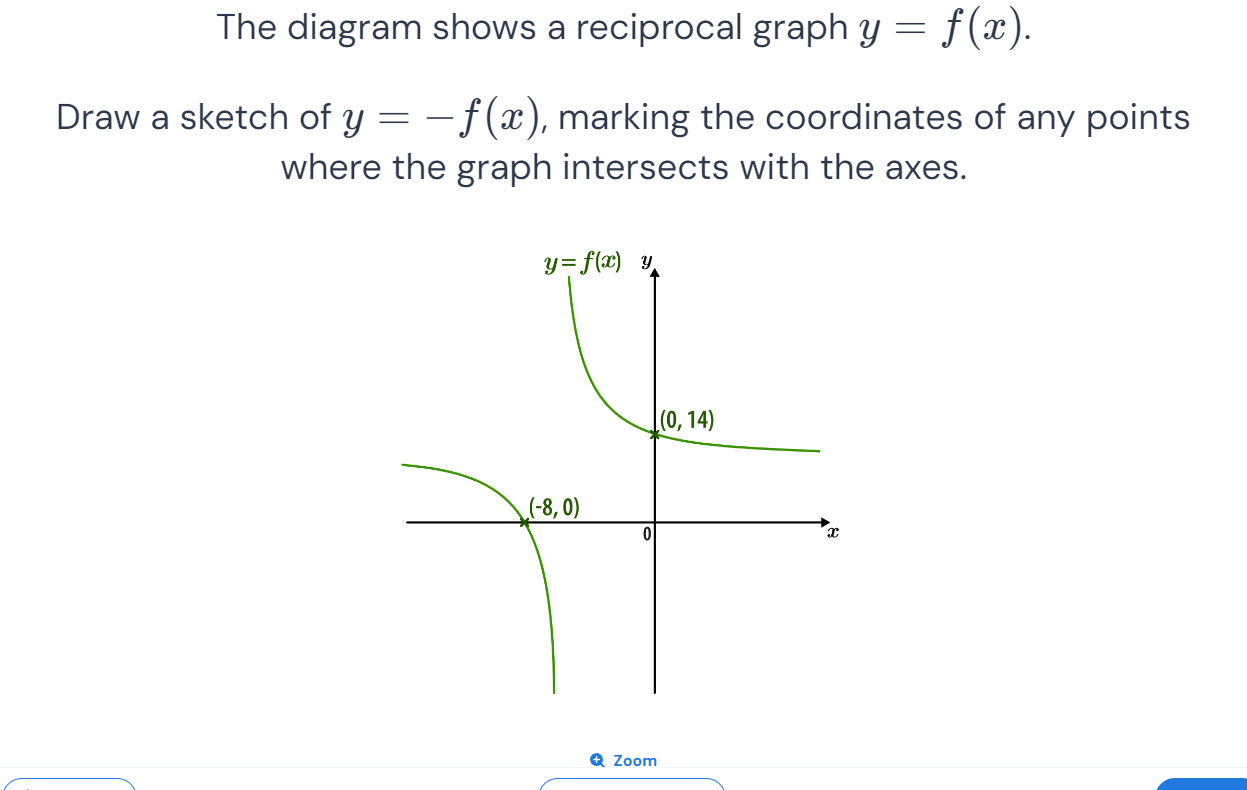 The diagram shows a reciprocal graph y = f(x).
Draw a sketch of y = −f(x), marking the coordinates of any points
where the graph intersects with the axes.
y = f(x)
y
(0, 14)
(-8, 0)
0
x
Zoom